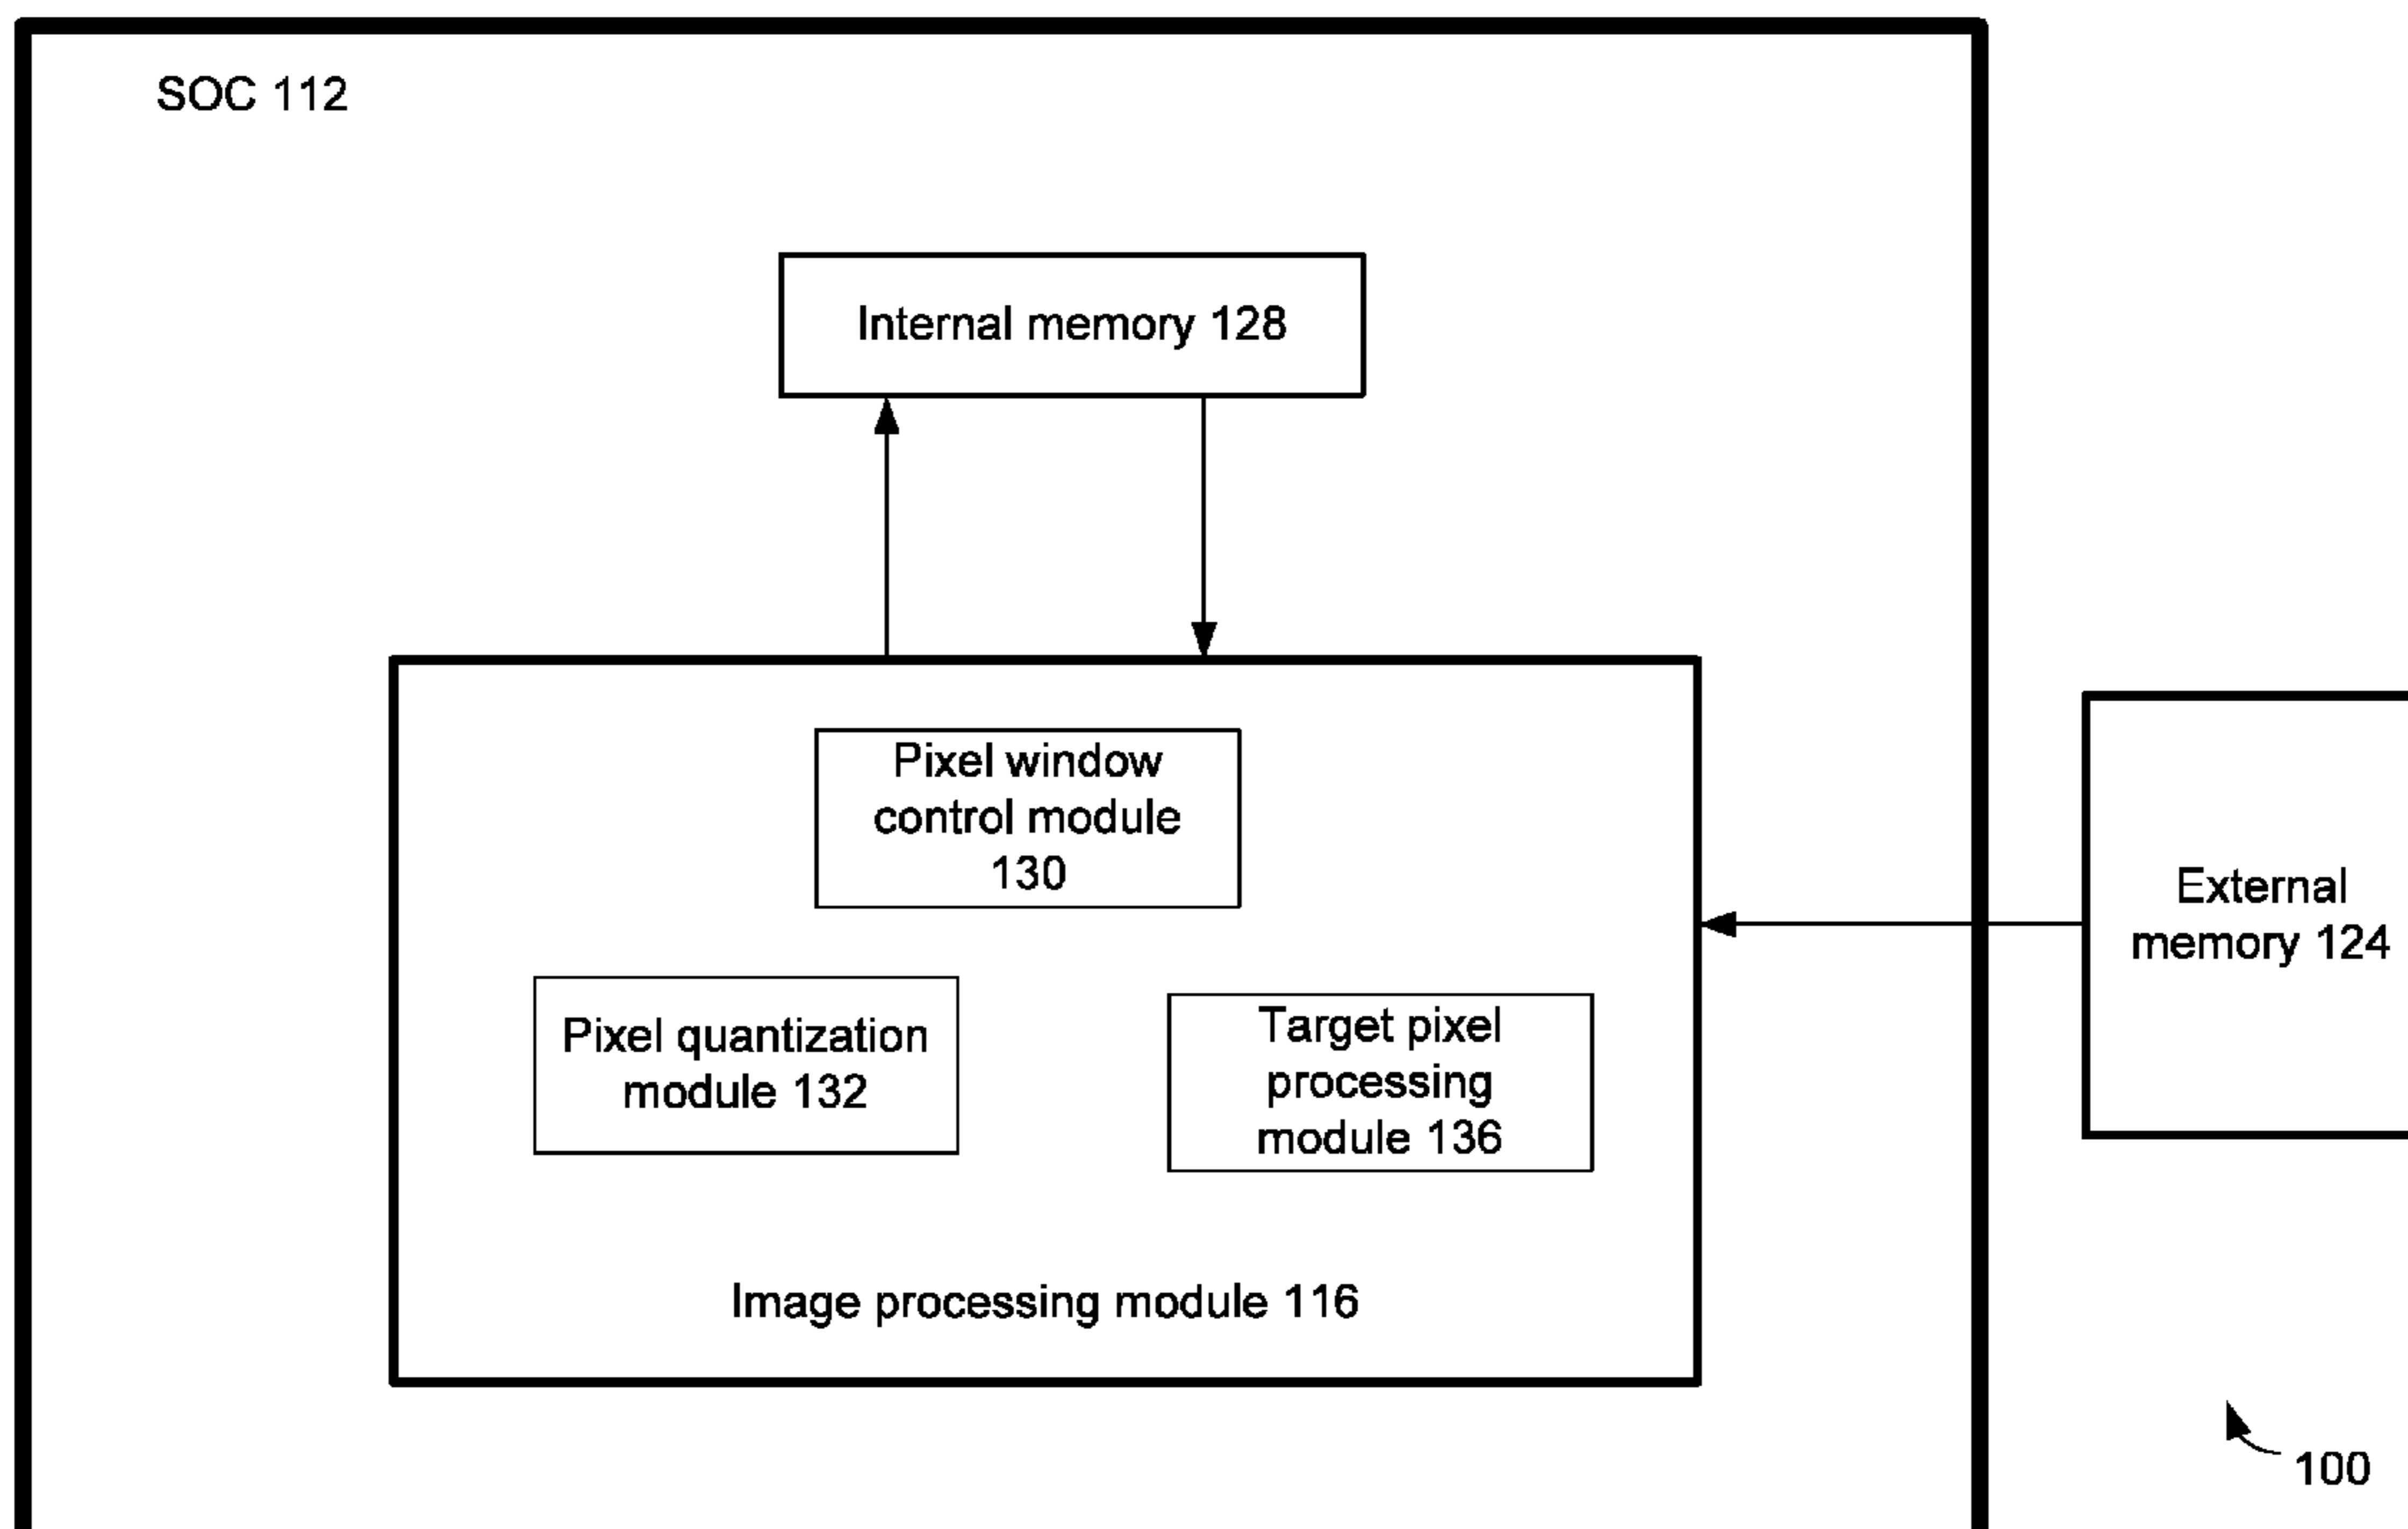 SOC 112
Internal memory 128
Pixel window
control module
130
External
memory 124
Pixel quantization
module 132
Target pixel
processing
module 136
Image processing module 116
100